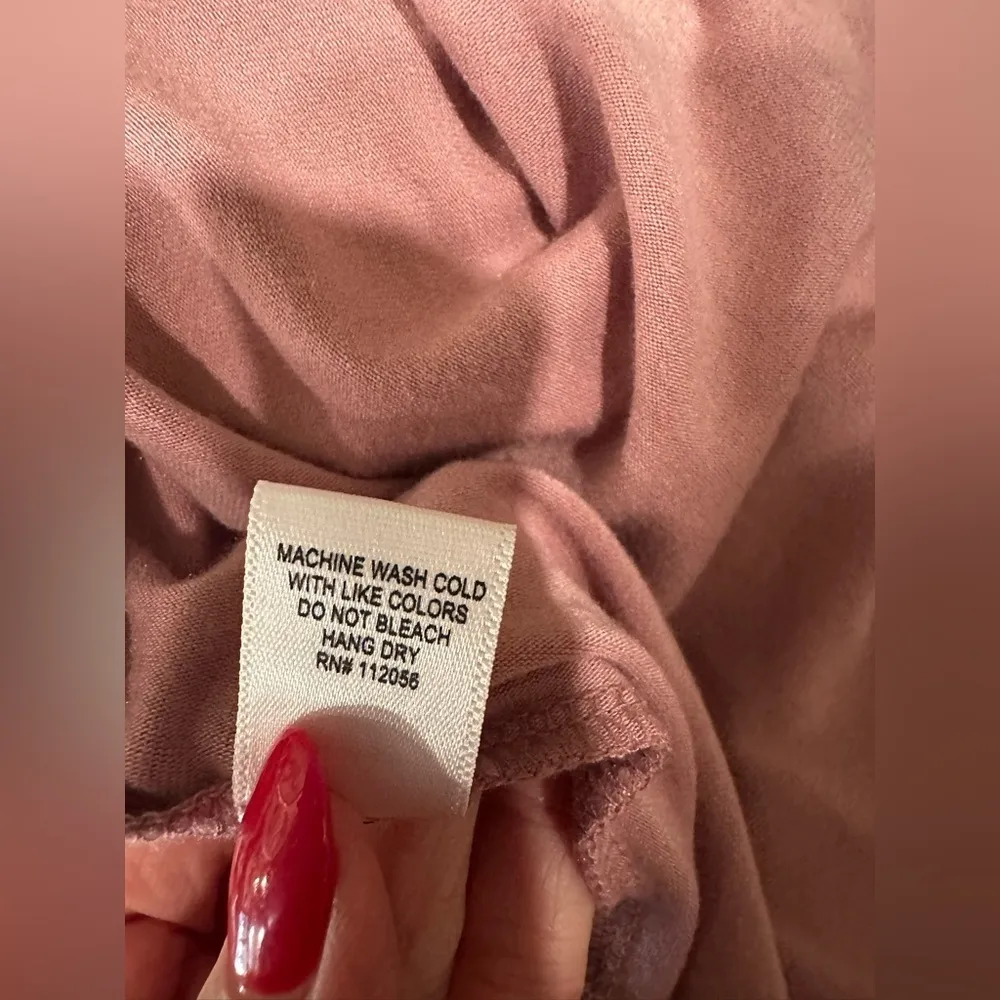 MACHINE WASH COLD
WITH LIKE COLORS
DO NOT BLEACH
HANG DRY
RN# 112056